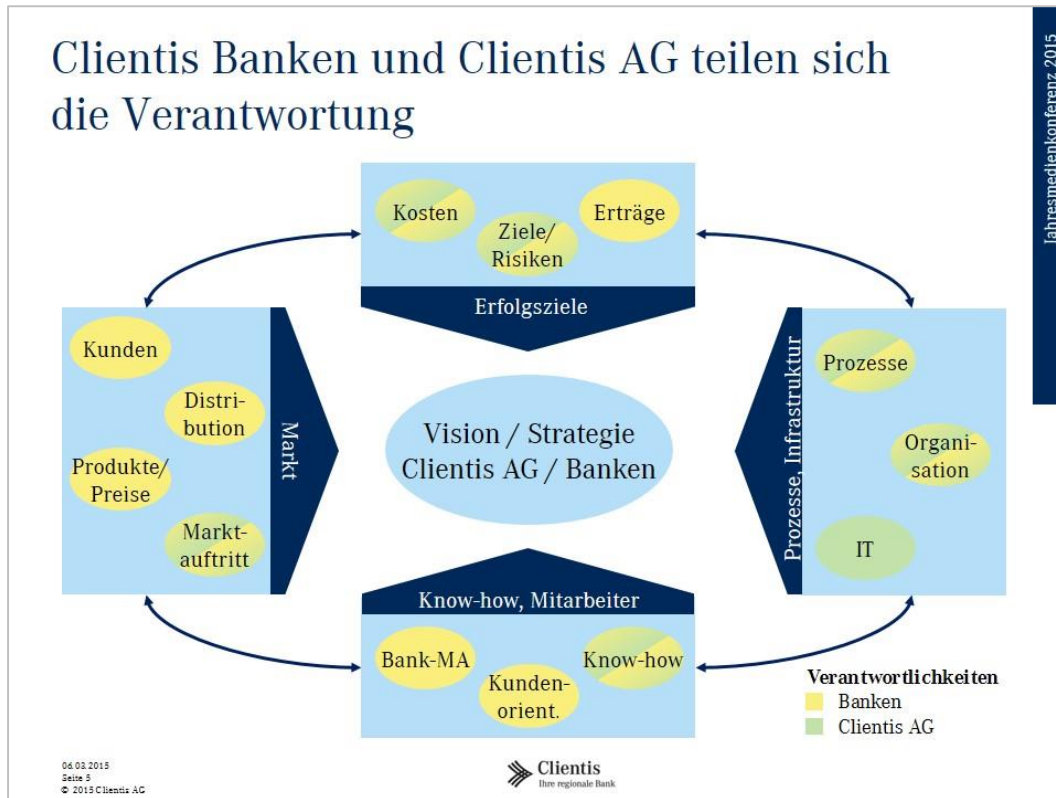 Clientis Banken und Clientis AG teilen sich
die Verantwortung
Jahresmedienkonferenz 2015
Kosten
Ziele/
Risiken
Erträge
Erfolgsziele
Kunden
Distri-
bution
Produkte/
Preise
Markt-
auftritt
Markt
Vision / Strategie
Clientis AG / Banken
Prozesse, Infrastruktur
Prozesse
Organi-
sation
IT
Know-how, Mitarbeiter
Bank-MA
Kunden-
orient.
Know-how
Verantwortlichkeiten
Banken
Clientis AG
06.03.2015
Seite 5
© 2015 Clientis AG
Clientis
Ihre regionale Bank